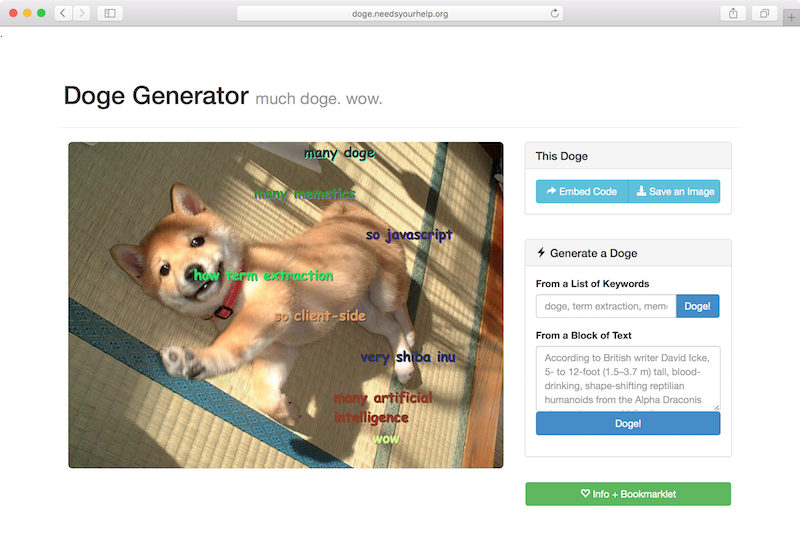 doge.needsyourhelp.org
.
Doge Generator much doge. wow.
many doge
many memetics
so javascript
how term extraction
so client-side
very shiba inu
many artificial
intelligence
wow
This Doge
Embed Code
Save an Image
Generate a Doge
From a List of Keywords
doge, term extraction, mem
Doge!
From a Block of Text
According to British writer David Icke,
5- to 12-foot (1.5–3.7 m) tall, blood-
drinking, shape-shifting reptilian
humanoids from the Alpha Draconis
Doge!
Info + Bookmarklet